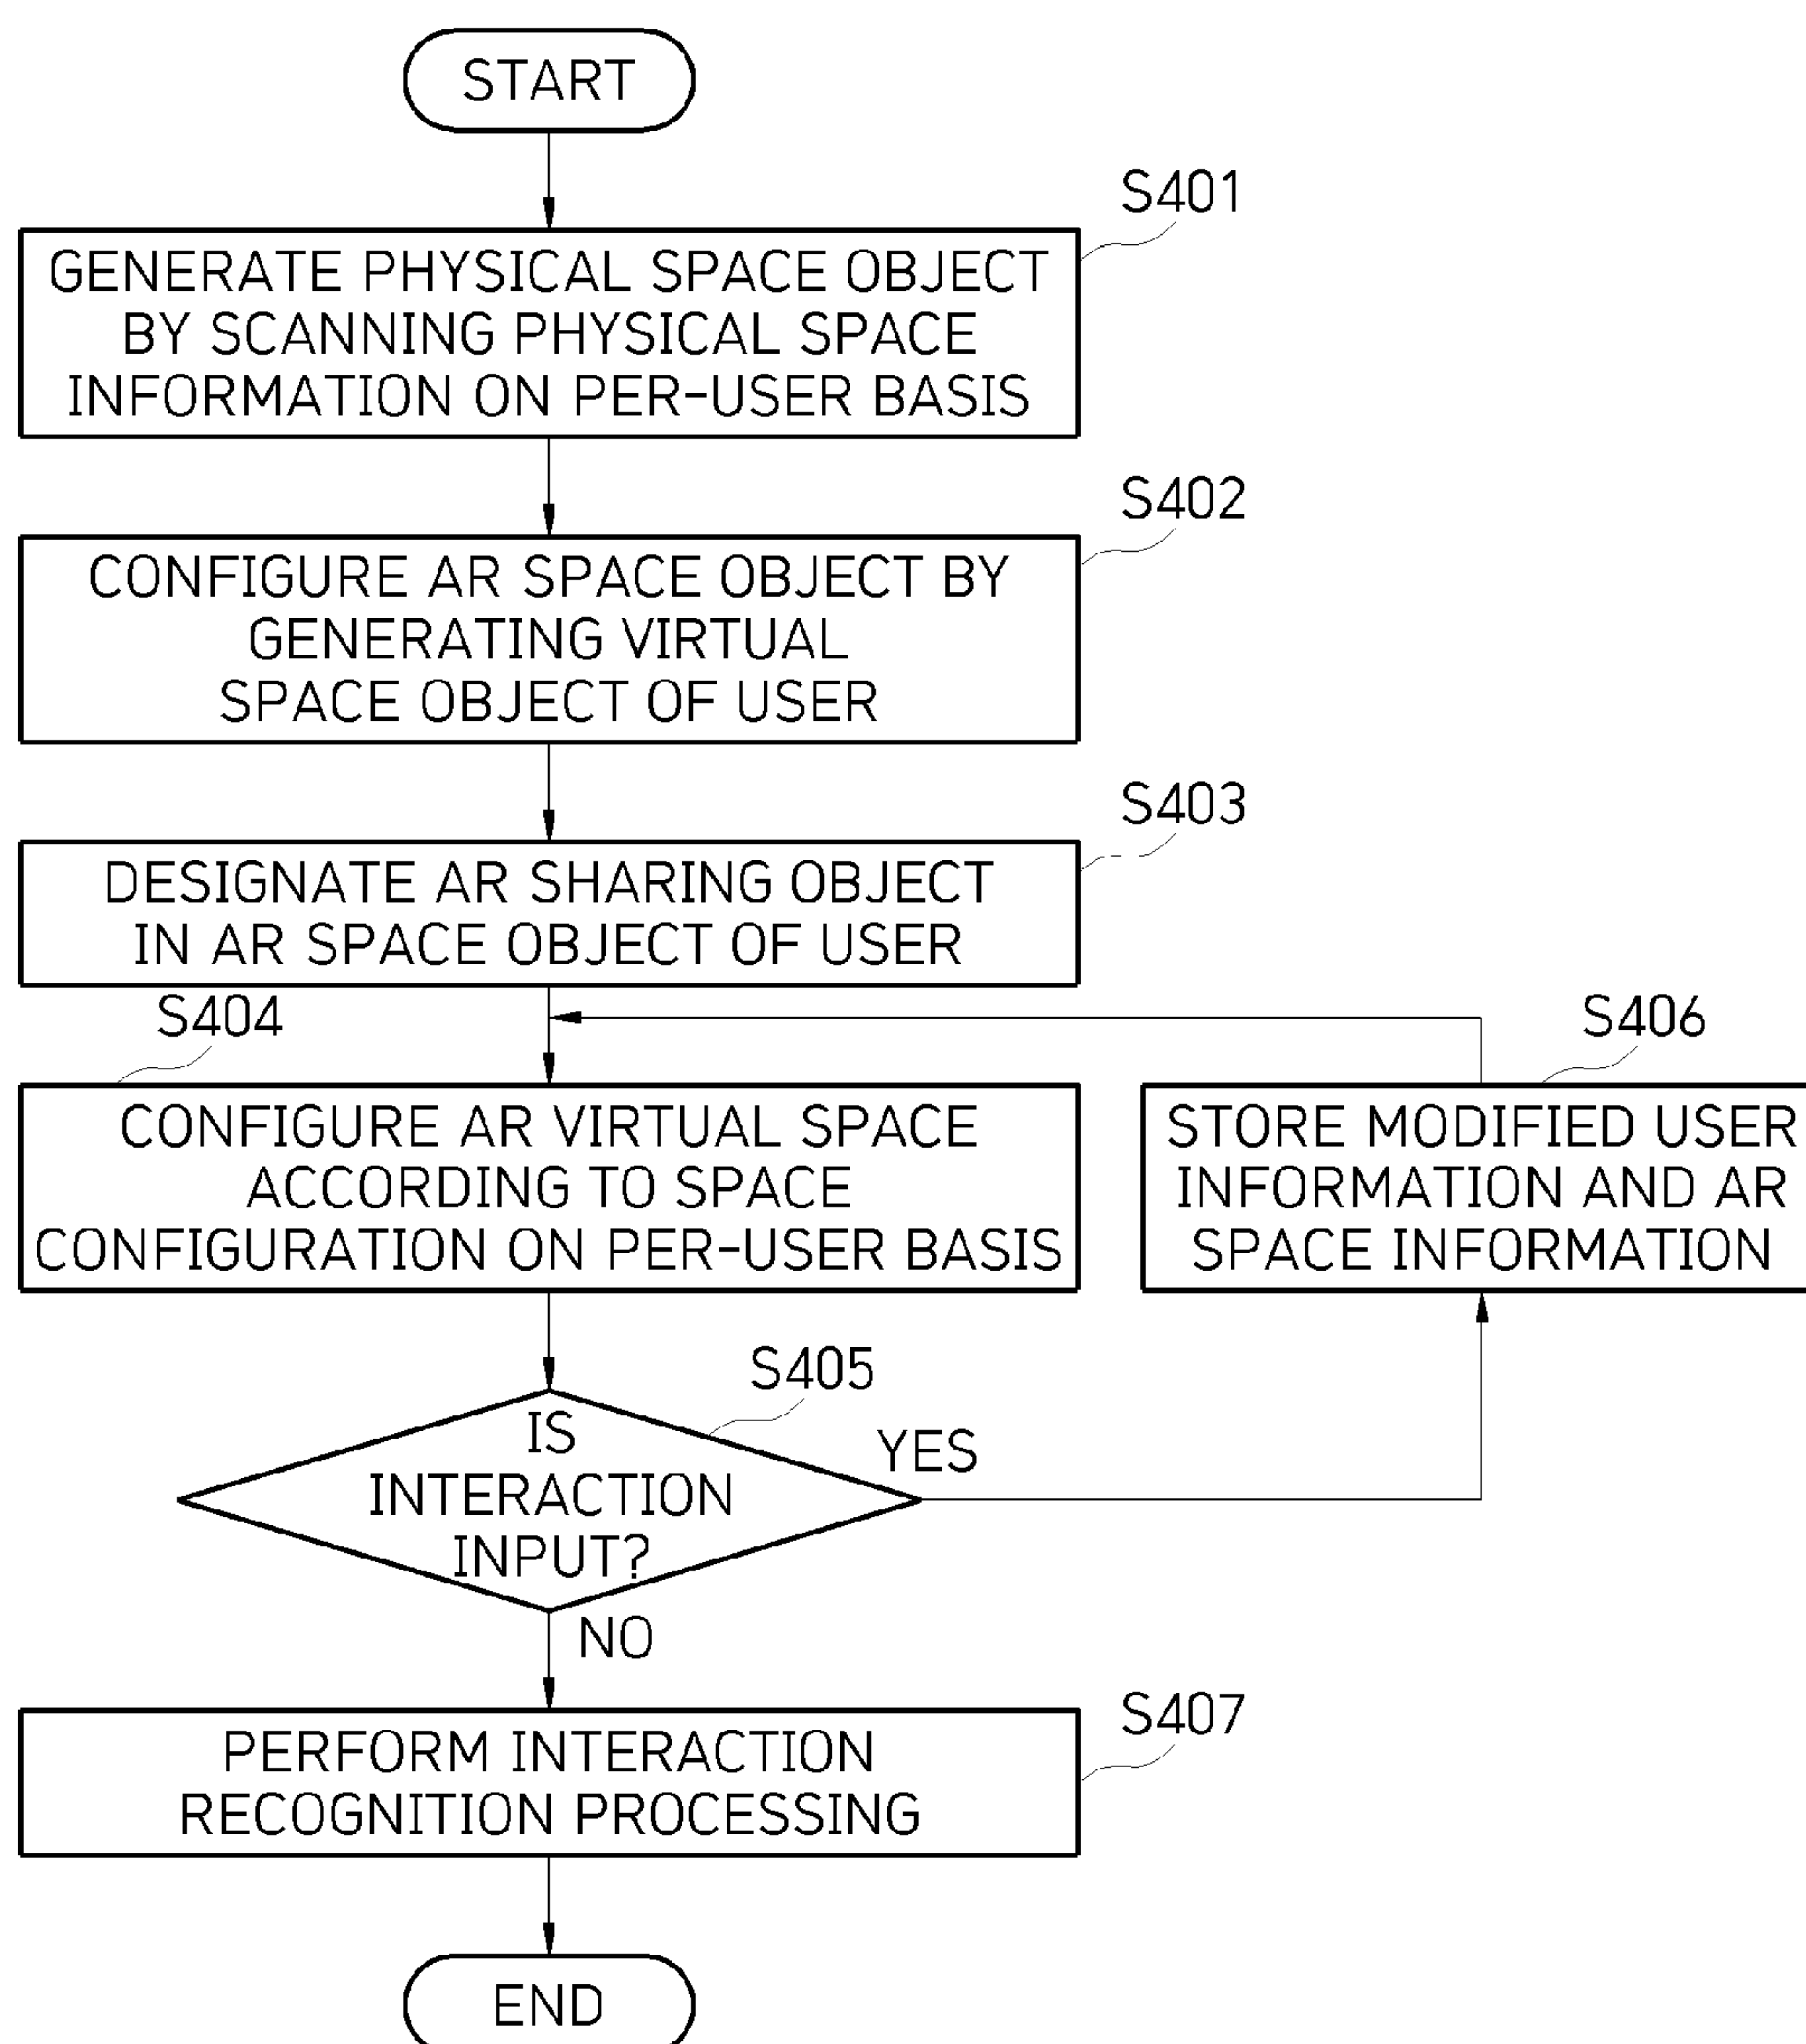 START
S401
GENERATE PHYSICAL SPACE OBJECT
BY SCANNING PHYSICAL SPACE
INFORMATION ON PER-USER BASIS
S402
CONFIGURE AR SPACE OBJECT BY
GENERATING VIRTUAL
SPACE OBJECT OF USER
S403
DESIGNATE AR SHARING OBJECT
IN AR SPACE OBJECT OF USER
S404
CONFIGURE AR VIRTUAL SPACE
ACCORDING TO SPACE
CONFIGURATION ON PER-USER BASIS
S406
STORE MODIFIED USER
INFORMATION AND AR
SPACE INFORMATION
S405
IS
INTERACTION
INPUT?
YES
NO
S407
PERFORM INTERACTION
RECOGNITION PROCESSING
END